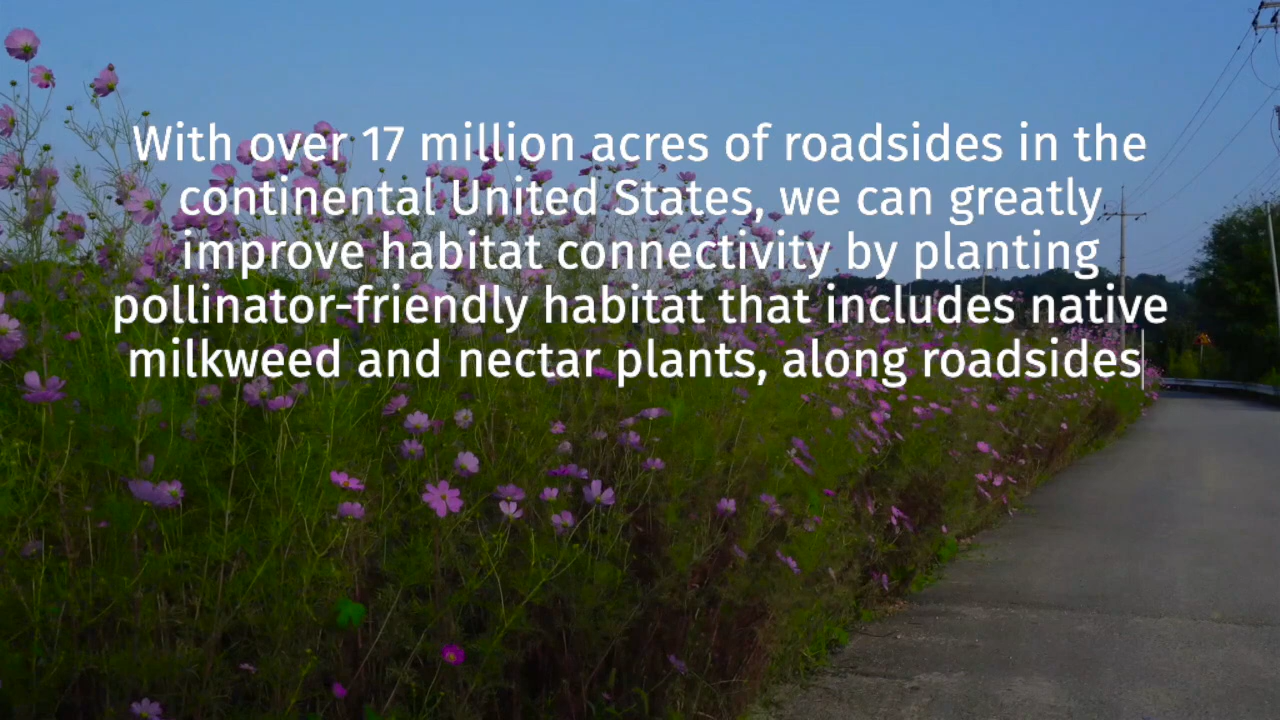 With over 17 million acres of roadsides in the
continental United States, we can greatly
improve habitat connectivity by planting
pollinator-friendly habitat that includes native
milkweed and nectar plants, along roadsides